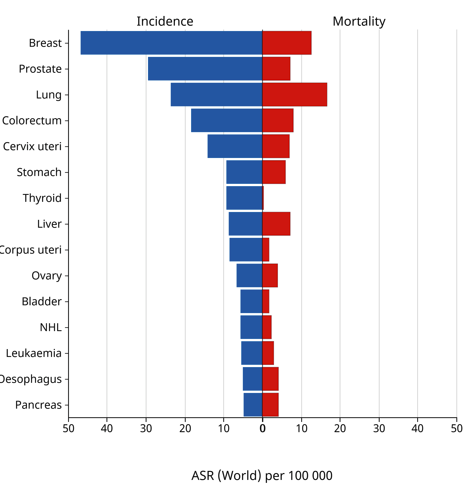 Incidence Mortality
Breast
Prostate
Lung
Colorectum
Cervix uteri
Stomach
Thyroid
Liver
Corpus uteri
Ovary
Bladder
NHL
Leukaemia
Oesophagus
Pancreas
50 40 30 20 10 0 10 20 30 40 50
ASR (World) per 100 000